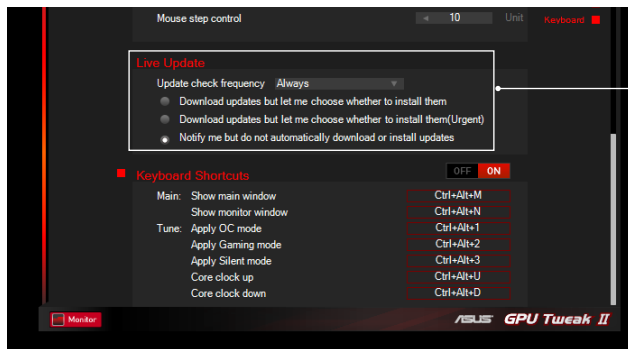 Mouse step control 10 Unit Keyboard
Live Update
Update check frequency Always
Download updates but let me choose whether to install them
Download updates but let me choose whether to install them(Urgent)
Notify me but do not automatically download or install updates
Keyboard Shortcuts OFF ON
Main: Show main window Ctrl+Alt+M
Show monitor window Ctrl+Alt+N
Tune: Apply OC mode Ctrl+Alt+1
Apply Gaming mode Ctrl+Alt+2
Apply Silent mode Ctrl+Alt+3
Core clock up Ctrl+Alt+U
Core clock down Ctrl+Alt+D
Monitor ASUS GPU Tweak II